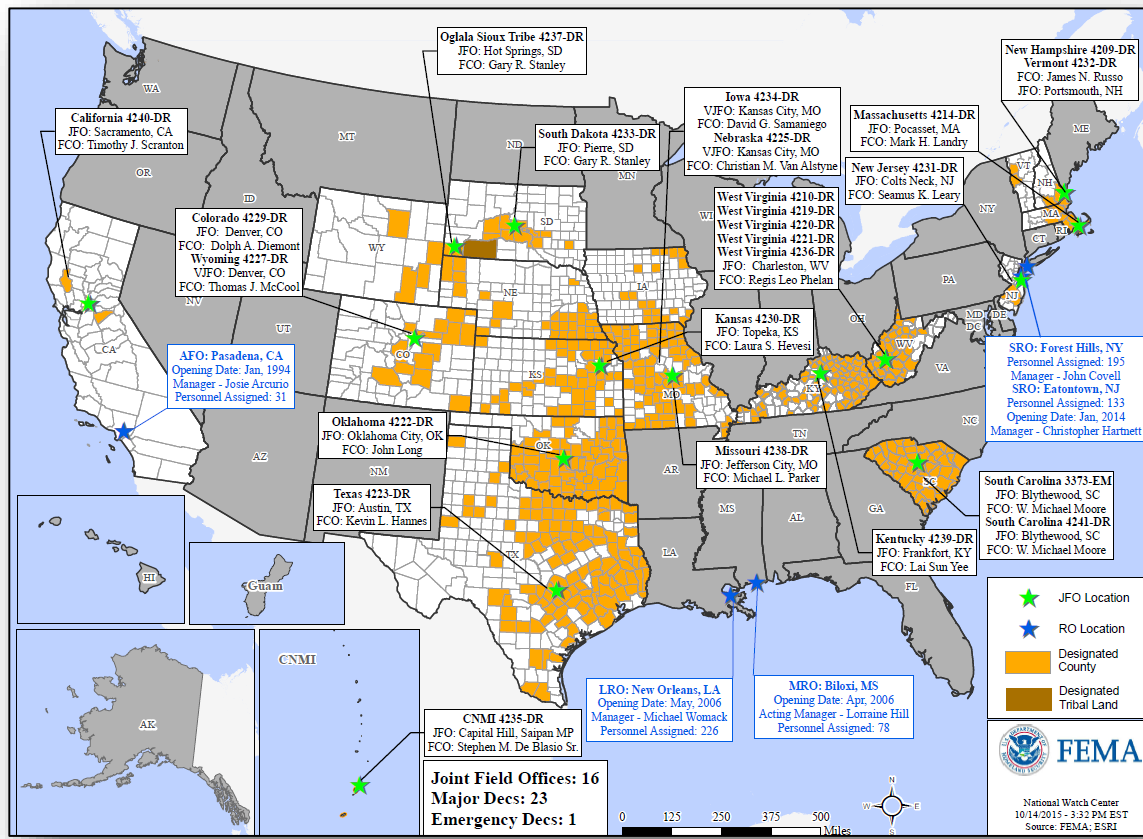 Oglala Sioux Tribe 4237-DR
JFO: Hot Springs, SD
FCO: Gary R. Stanley
New Hampshire 4209-DR
Vermont 4232-DR
FCO: James N. Russo
JFO: Portsmouth, NH
California 4240-DR
JFO: Sacramento, CA
FCO: Timothy J. Scranton
South Dakota 4233-DR
JFO: Pierre, SD
FCO: Gary R. Stanley
Iowa 4234-DR
VJFO: Kansas City, MO
FCO: David G. Samaniego
Nebraska 4225-DR
VJFO: Kansas City, MO
FCO: Christian M. Van Alstyne
Massachusetts 4214-DR
JFO: Pocasset, MA
FCO: Mark H. Landry
New Jersey 4231-DR
JFO: Colts Neck, NJ
FCO: Seamus K. Leary
Colorado 4229-DR
JFO: Denver, CO
FCO: Dolph A. Diemont
Wyoming 4227-DR
VJFO: Denver, CO
FCO: Thomas J. McCool
West Virginia 4210-DR
West Virginia 4219-DR
West Virginia 4220-DR
West Virginia 4221-DR
West Virginia 4236-DR
JFO: Charleston, WV
FCO: Regis Leo Phelan
Kansas 4230-DR
JFO: Topeka, KS
FCO: Laura S. Hevesi
AFO: Pasadena, CA
Opening Date: Jan, 1994
Manager - Josie Arcurio
Personnel Assigned: 31
SRO: Forest Hills, NY
Personnel Assigned: 195
Manager - John Covell
SRO: Eatontown, NJ
Personnel Assigned: 133
Opening Date: Jan, 2014
Manager - Christopher Hartnett
Oklahoma 4222-DR
JFO: Oklahoma City, OK
FCO: John Long
Missouri 4238-DR
JFO: Jefferson City, MO
FCO: Michael L. Parker
Texas 4223-DR
JFO: Austin, TX
FCO: Kevin L. Hannes
South Carolina 3373-EM
JFO: Blythewood, SC
FCO: W. Michael Moore
South Carolina 4241-DR
JFO: Blythewood, SC
FCO: W. Michael Moore
Kentucky 4239-DR
JFO: Frankfort, KY
FCO: Lai Sun Yee
LRO: New Orleans, LA
Opening Date: May, 2006
Manager - Michael Womack
Personnel Assigned: 226
MRO: Biloxi, MS
Opening Date: Apr, 2006
Acting Manager - Lorraine Hill
Personnel Assigned: 78
CNMI 4235-DR
JFO: Capital Hill, Saipan MP
FCO: Stephen M. De Blasio Sr.
Joint Field Offices: 16
Major Decs: 23
Emergency Decs: 1
WA
OR
CA
NV
ID
MT
WY
UT
AZ
NM
CO
ND
SD
NE
KS
OK
TX
MN
IA
MO
AR
LA
WI
MS
AL
TN
KY
OH
WV
VA
NC
SC
GA
FL
PA
NY
NJ
MD
DE
DC
CT
RI
MA
VT
NH
ME
HI
Guam
AK
CNMI
JFO Location
RO Location
Designated
County
Designated
Tribal Land
FEMA
National Watch Center
10/14/2015 - 3:32 PM EST
Source: FEMA; ESRI
0 125 250 375 500
Miles
N
W E
S